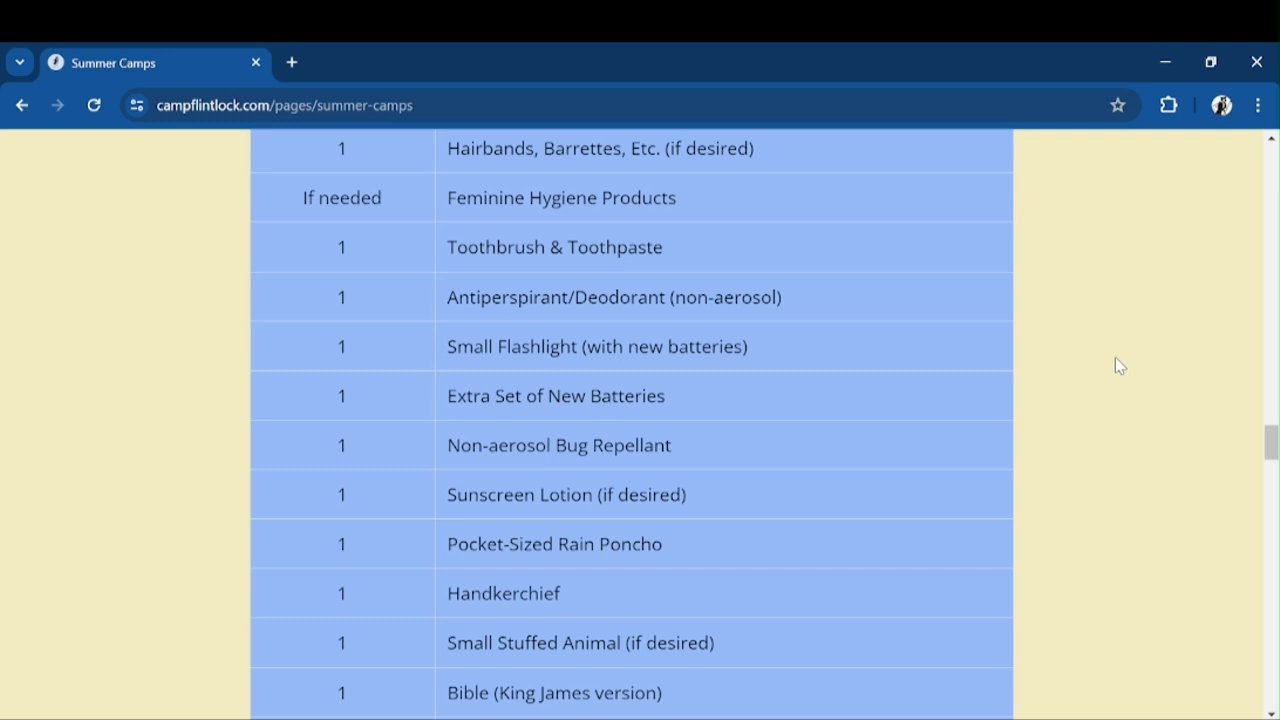 Summer Camps
campflintlock.com/pages/summer-camps
1 Hairbands, Barrettes, Etc. (if desired)
If needed Feminine Hygiene Products
1 Toothbrush & Toothpaste
1 Antiperspirant/Deodorant (non-aerosol)
1 Small Flashlight (with new batteries)
1 Extra Set of New Batteries
1 Non-aerosol Bug Repellant
1 Sunscreen Lotion (if desired)
1 Pocket-Sized Rain Poncho
1 Handkerchief
1 Small Stuffed Animal (if desired)
1 Bible (King James version)